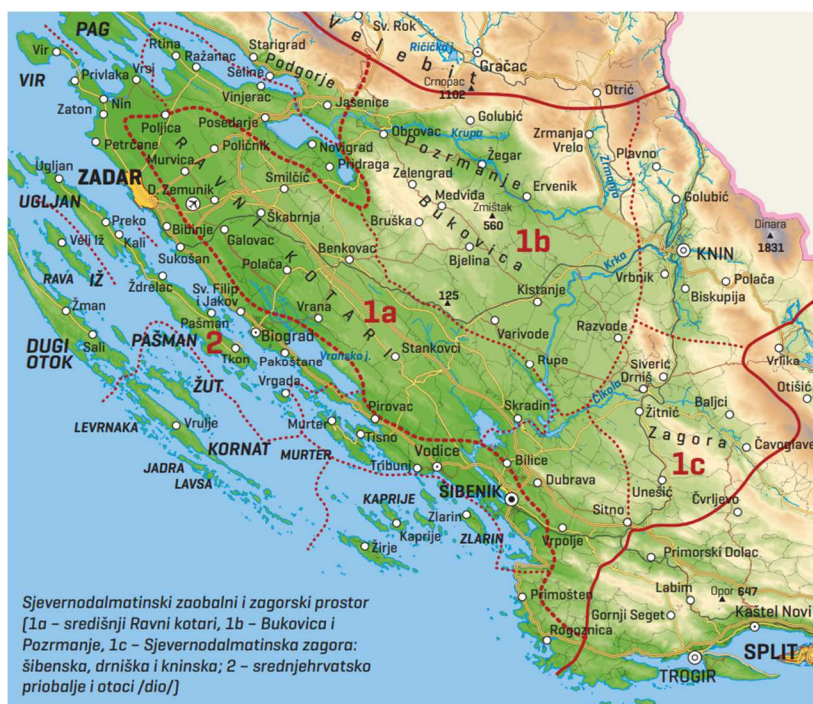 PAG
Sv. Rok
Velebit
Ričičko j.
Gračac
Vir
Rtina
Ražanac
Starigrad
Seline
Podgorje
Crnopac
1102
Otrić
VIR
Privlaka
Vrsi
Vinjerac
Jasenice
Zaton
Nin
Poljica
Posedarje
Obrovac
Krupa
Golubić
Zrmanja
Vrelo
Petrčane
Murvica
Poličnik
Novigrad
Pridraga
Pozrmanje
Žegar
Zrmanja
Plavno
Ugljan
ZADAR
D. Zemunik
Smilčić
Zelengrad
Medviđa
Ervenik
Golubić
UGLJAN
Preko
Kali
Bibinje
Škabrnja
RAVNI KOTARI
Bruška
Zmištak
560
Bukovica
1b
Dinara
1831
Velj Iž
IŽ
Galovac
Sukošan
Benkovac
Bjelina
Krka
KNIN
RAVA
Polača
Vrbnik
Polača
Biskupija
Ždrelac
Žman
Sv. Filip
i Jakov
Vrana
1a
125
Kistanje
Pašman
Varivode
Razvode
DUGI
OTOK
Sali
PAŠMAN
2
Biograd
Tkon
Pakoštane
Vransko j.
Stankovci
Rupe
Vrlika
ŽUT
Vrgada
Siverić
Drniš
Otišić
Čikola
LEVRNAKA
Vrulje
Pirovac
Skradin
Žitnić
Baljci
KORNAT
Murter
Tisno
Zagora
Čavoglave
MURTER
JADRA
LAVSA
Tribunj
Vodice
Bilice
Dubrava
1c
Unešić
KAPRIJE
ŠIBENIK
Čvrljevo
Zlarin
Kaprije
ZLARIN
Sitno
Žirje
Vrpolje
Primorski Dolac
Primošten
Labim
Opor 647
Gornji Seget
Kaštel Novi
Rogoznica
TROGIR
SPLIT
Sjevernodalmatinski zaobalni i zagorski prostor
(1a – središnji Ravni kotari, 1b – Bukovica i
Pozrmanje, 1c – Sjevernodalmatinska zagora:
šibenska, drniška i kninska; 2 – srednjehrvatsko
priobalje i otoci /dio/)